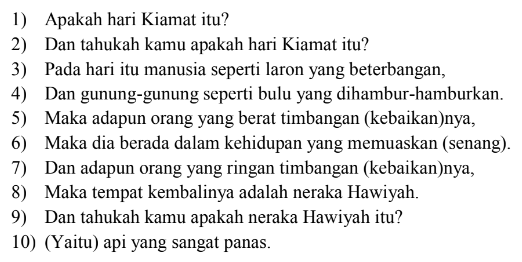 1) Apakah hari Kiamat itu?
2) Dan tahukah kamu apakah hari Kiamat itu?
3) Pada hari itu manusia seperti laron yang beterbangan,
4) Dan gunung-gunung seperti bulu yang dihambur-hamburkan.
5) Maka adapun orang yang berat timbangan (kebaikan)nya,
6) Maka dia berada dalam kehidupan yang memuaskan (senang).
7) Dan adapun orang yang ringan timbangan (kebaikan)nya,
8) Maka tempat kembalinya adalah neraka Hawiyah.
9) Dan tahukah kamu apakah neraka Hawiyah itu?
10) (Yaitu) api yang sangat panas.